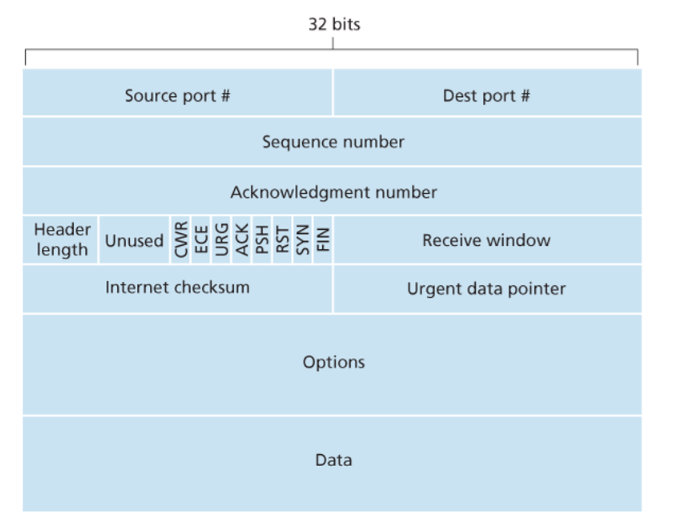 32 bits
Source port #
Dest port #
Sequence number
Acknowledgment number
Header
length
Unused
CWR
ECE
URG
ACK
PSH
RST
SYN
FIN
Receive window
Internet checksum
Urgent data pointer
Options
Data